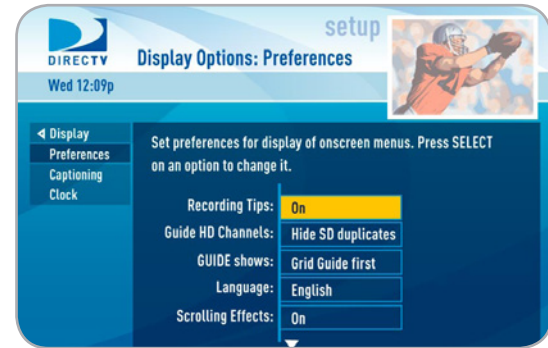 setup
DIRECTV
Display Options: Preferences
Wed 12:09p
Display
Preferences
Captioning
Clock
Set preferences for display of onscreen menus. Press SELECT
on an option to change it.
Recording Tips: On
Guide HD Channels: Hide SD duplicates
GUIDE shows: Grid Guide first
Language: English
Scrolling Effects: On